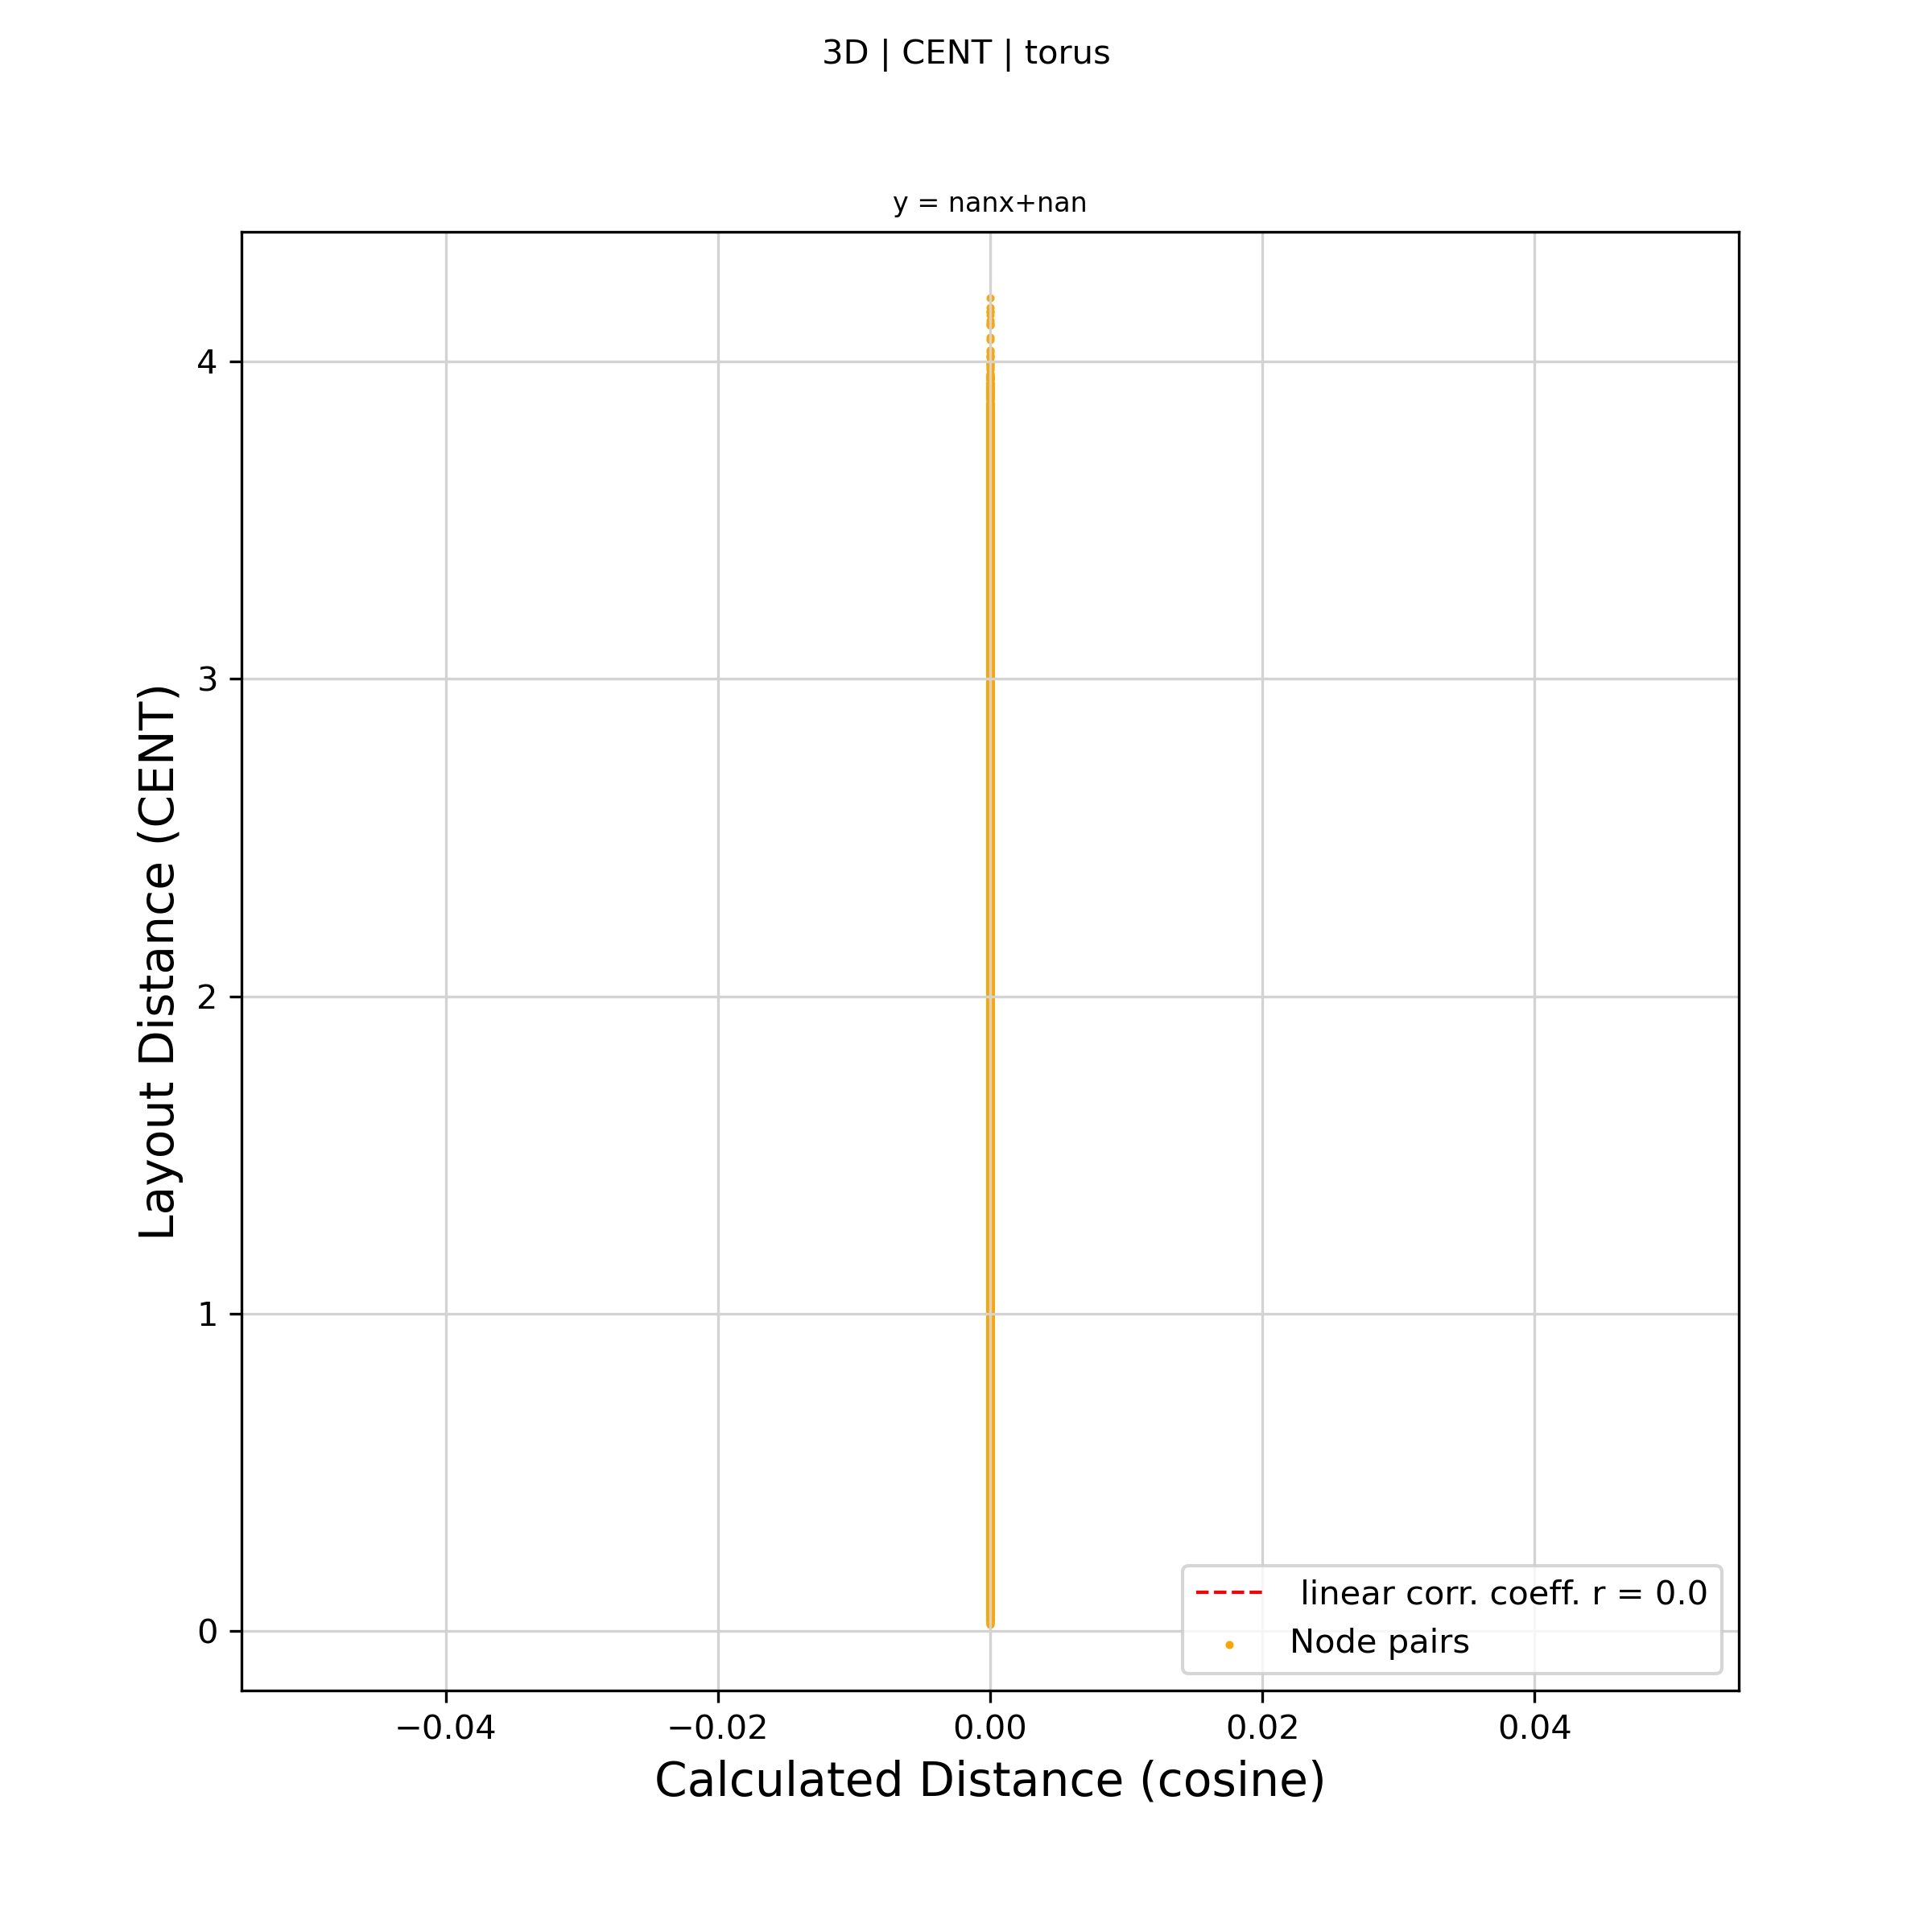 3D | CENT | torus
y = nanx+nan
Layout Distance (CENT)
4
3
2
1
0
linear corr. coeff. r = 0.0
Node pairs
−0.04
−0.02
0.00
0.02
0.04
Calculated Distance (cosine)